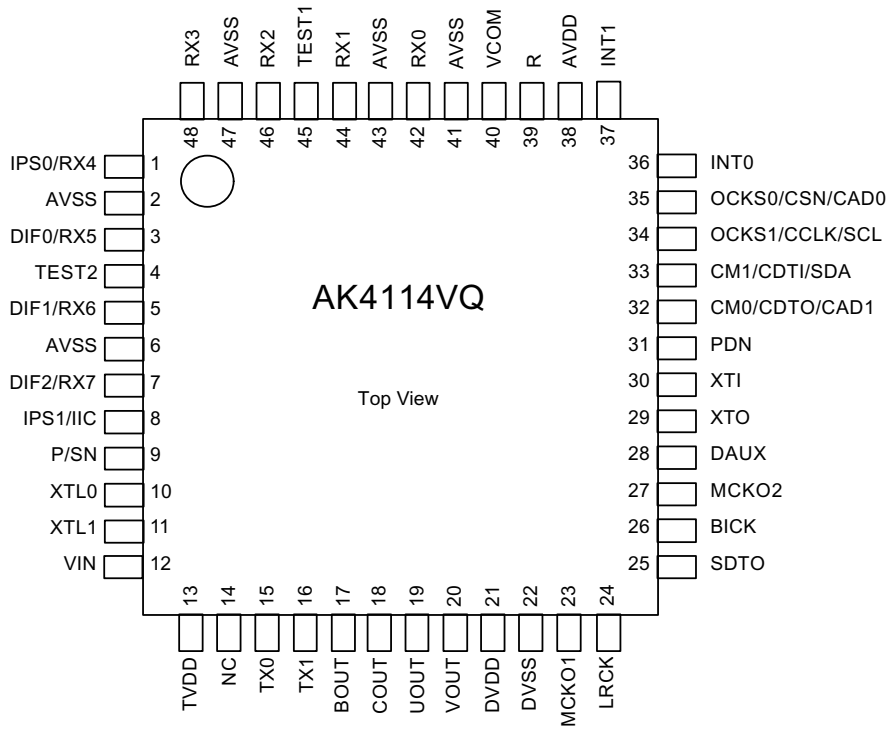 RX3
AVSS
RX2
TEST1
RX1
AVSS
RX0
AVSS
VCOM
R
AVDD
INT1
48
47
46
45
44
43
42
41
40
39
38
37
IPS0/RX4 1
AVSS 2
DIF0/RX5 3
TEST2 4
DIF1/RX6 5
AVSS 6
DIF2/RX7 7
IPS1/IIC 8
P/SN 9
XTL0 10
XTL1 11
VIN 12
AK4114VQ
Top View
36 INT0
35 OCKS0/CSN/CAD0
34 OCKS1/CCLK/SCL
33 CM1/CDTI/SDA
32 CM0/CDTO/CAD1
31 PDN
30 XTI
29 XTO
28 DAUX
27 MCKO2
26 BICK
25 SDTO
13
14
15
16
17
18
19
20
21
22
23
24
TVDD
NC
TX0
TX1
BOUT
COUT
UOUT
VOUT
DVDD
DVSS
MCKO1
LRCK